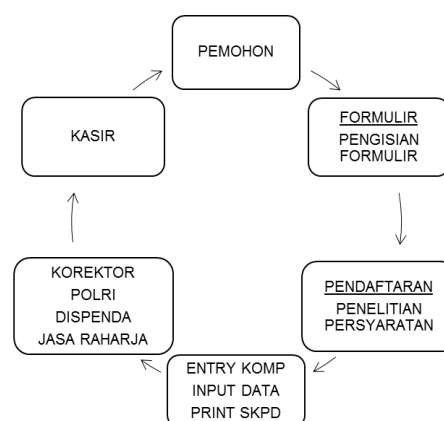 PEMOHON
FORMULIR
PENGISIAN
FORMULIR
PENDAFTARAN
PENELITIAN
PERSYARATAN
ENTRY KOMP
INPUT DATA
PRINT SKPD
KOREKTOR
POLRI
DISPENDA
JASA RAHARJA
KASIR